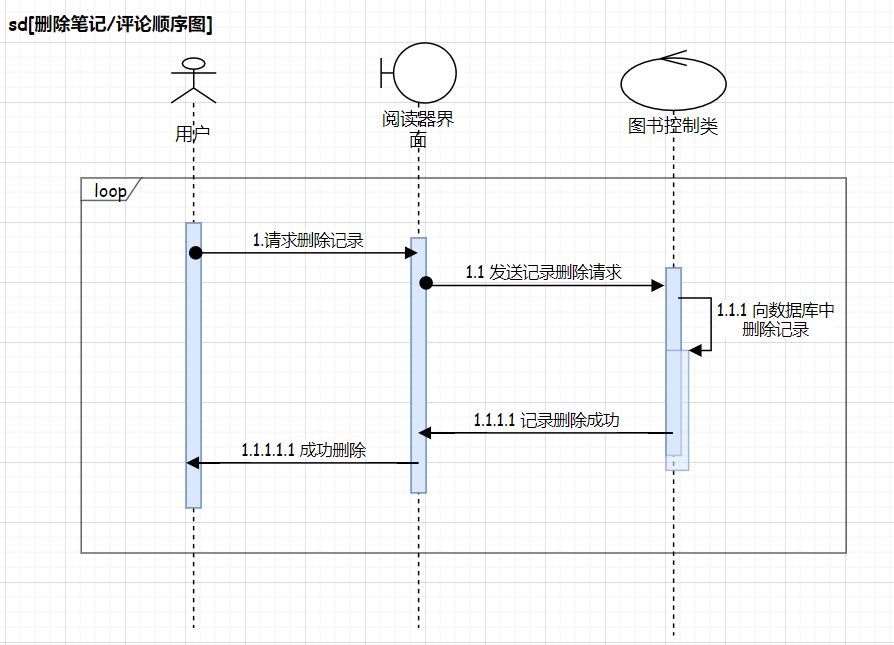 sd[删除笔记/评论顺序图]
用户
阅读器界
面
图书控制类
loop
1.请求删除记录
1.1 发送记录删除请求
1.1.1 向数据库中
删除记录
1.1.1.1 记录删除成功
1.1.1.1.1 成功删除